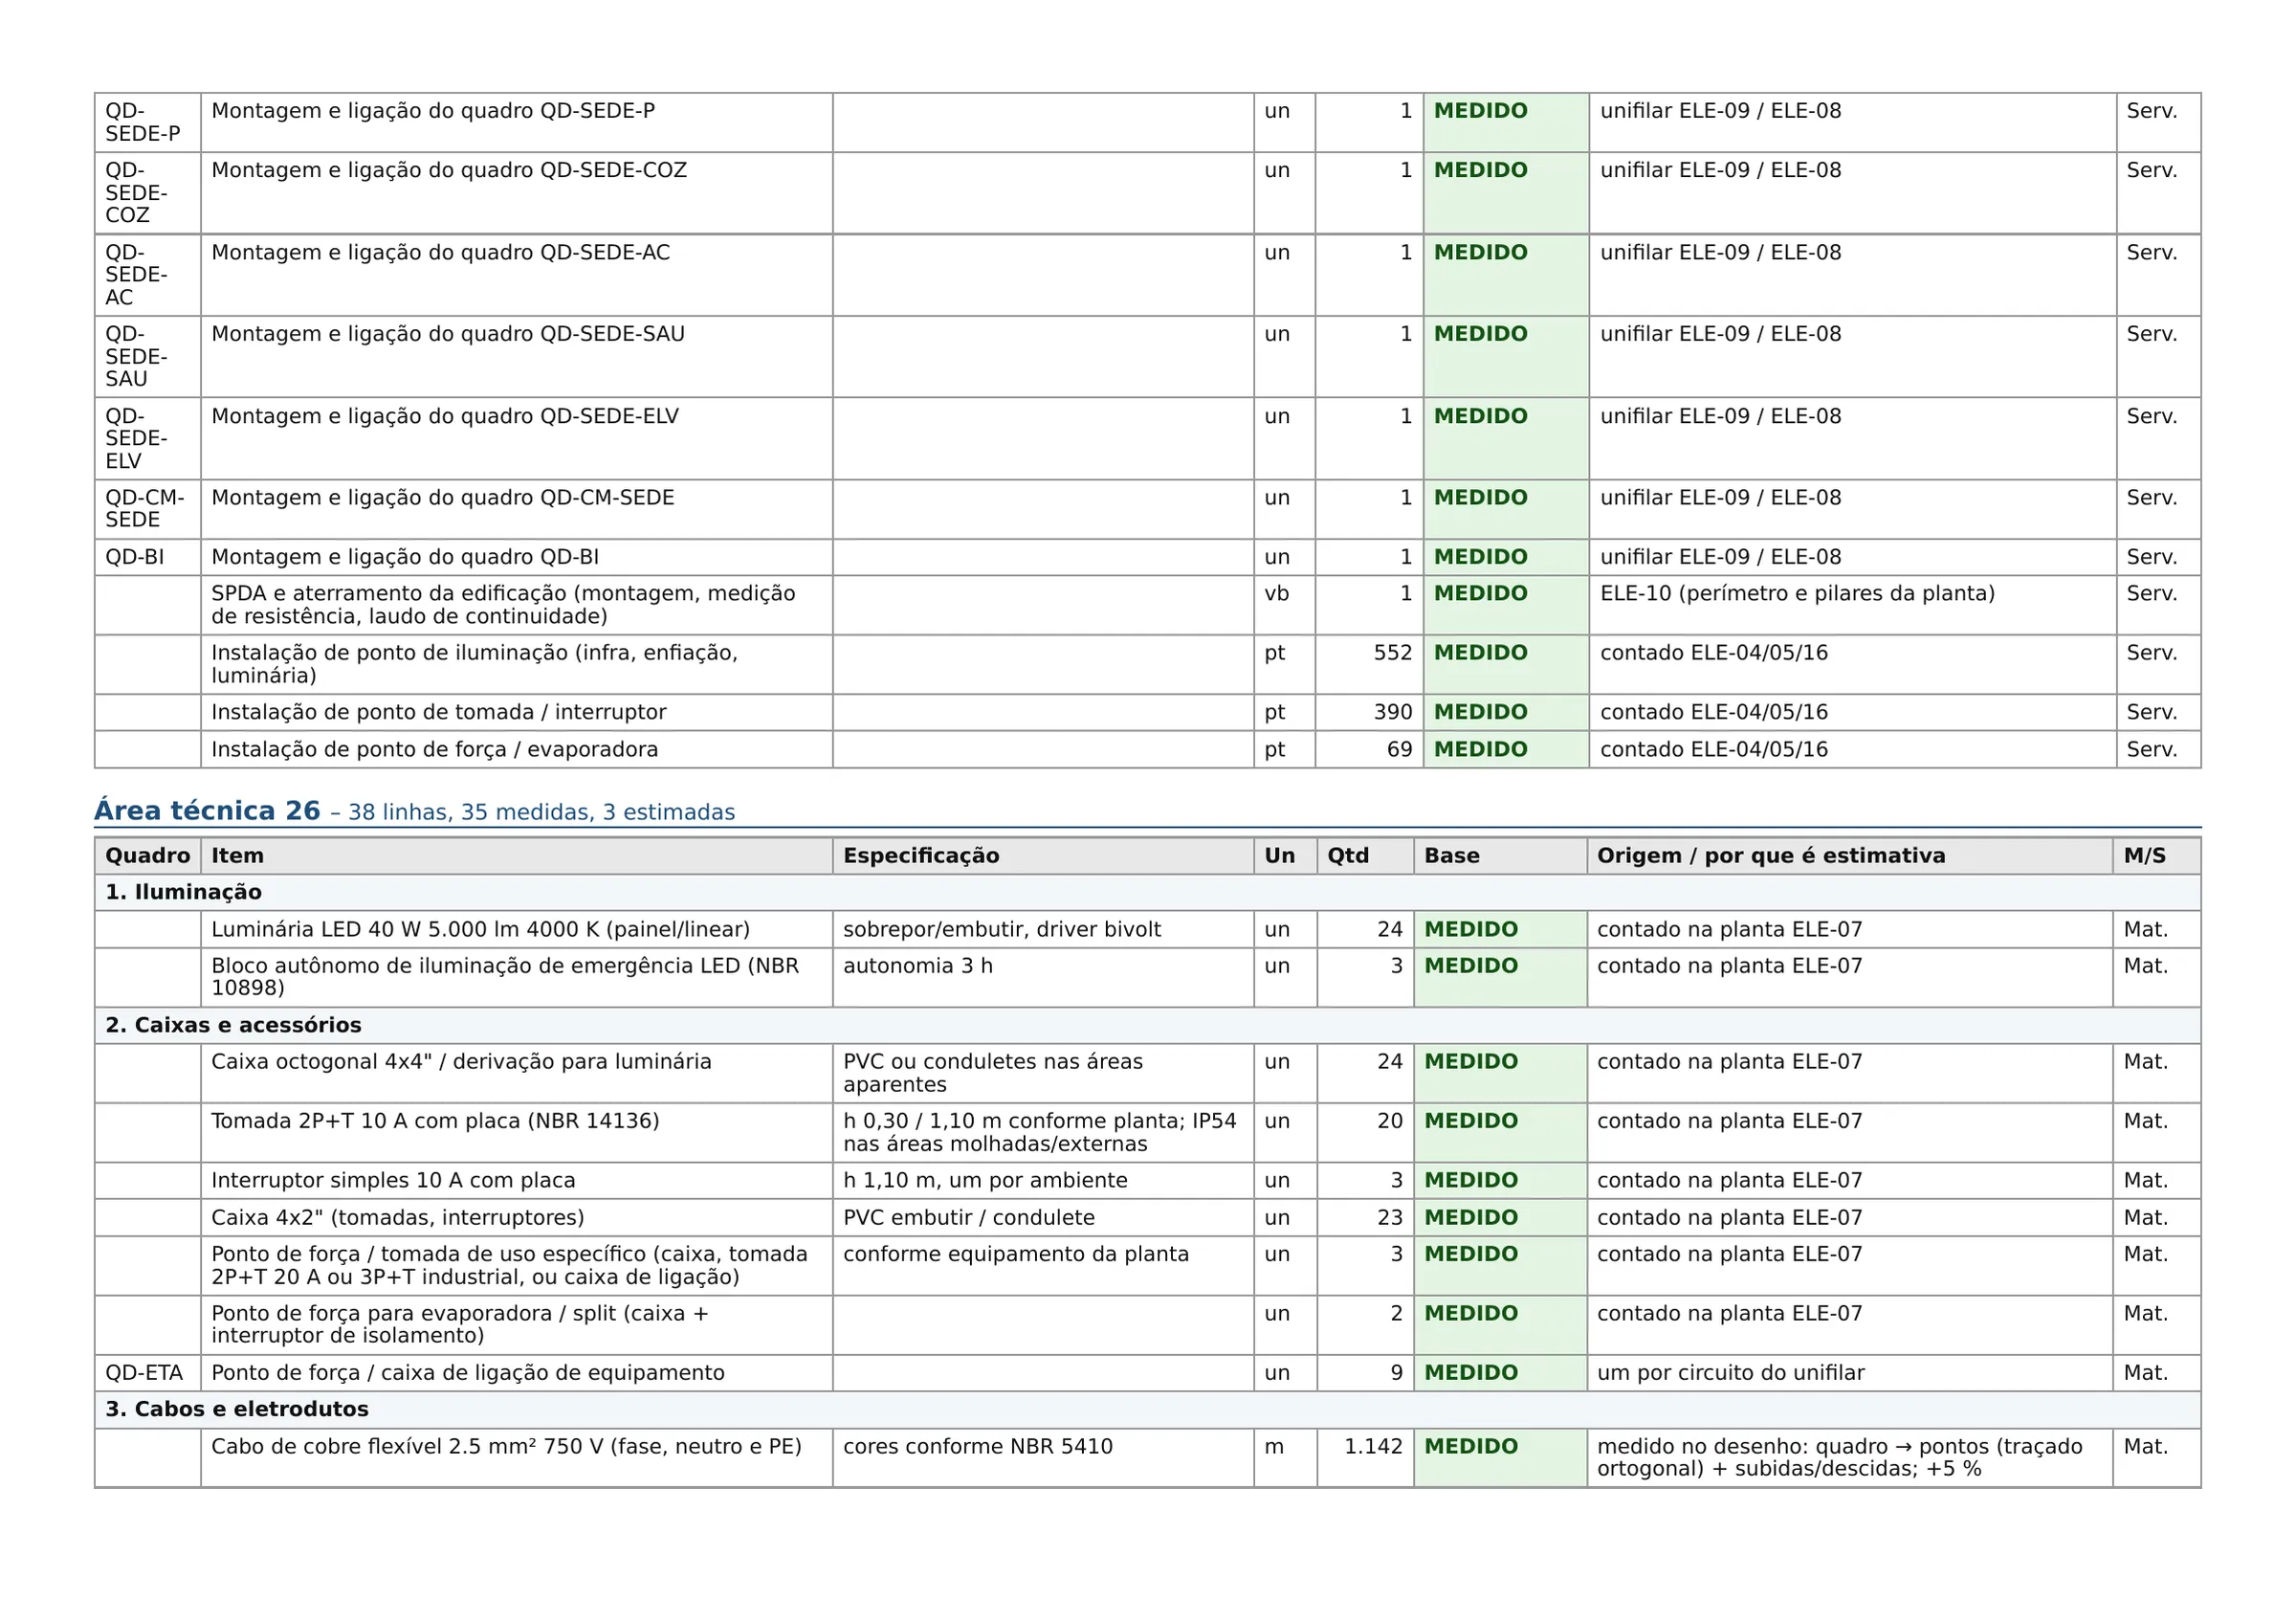 QD-
SEDE-P
Montagem e ligação do quadro QD-SEDE-P
un
1
MEDIDO
unifilar ELE-09 / ELE-08
Serv.
QD-
SEDE-
COZ
Montagem e ligação do quadro QD-SEDE-COZ
un
1
MEDIDO
unifilar ELE-09 / ELE-08
Serv.
QD-
SEDE-
AC
Montagem e ligação do quadro QD-SEDE-AC
un
1
MEDIDO
unifilar ELE-09 / ELE-08
Serv.
QD-
SEDE-
SAU
Montagem e ligação do quadro QD-SEDE-SAU
un
1
MEDIDO
unifilar ELE-09 / ELE-08
Serv.
QD-
SEDE-
ELV
Montagem e ligação do quadro QD-SEDE-ELV
un
1
MEDIDO
unifilar ELE-09 / ELE-08
Serv.
QD-CM-
SEDE
Montagem e ligação do quadro QD-CM-SEDE
un
1
MEDIDO
unifilar ELE-09 / ELE-08
Serv.
QD-BI
Montagem e ligação do quadro QD-BI
un
1
MEDIDO
unifilar ELE-09 / ELE-08
Serv.
SPDA e aterramento da edificação (montagem, medição
de resistência, laudo de continuidade)
vb
1
MEDIDO
ELE-10 (perímetro e pilares da planta)
Serv.
Instalação de ponto de iluminação (infra, enfiação,
luminária)
pt
552
MEDIDO
contado ELE-04/05/16
Serv.
Instalação de ponto de tomada / interruptor
pt
390
MEDIDO
contado ELE-04/05/16
Serv.
Instalação de ponto de força / evaporadora
pt
69
MEDIDO
contado ELE-04/05/16
Serv.
Área técnica 26 – 38 linhas, 35 medidas, 3 estimadas
Quadro
Item
Especificação
Un
Qtd
Base
Origem / por que é estimativa
M/S
1. Iluminação
Luminária LED 40 W 5.000 lm 4000 K (painel/linear)
sobrepor/embutir, driver bivolt
un
24
MEDIDO
contado na planta ELE-07
Mat.
Bloco autônomo de iluminação de emergência LED (NBR
10898)
autonomia 3 h
un
3
MEDIDO
contado na planta ELE-07
Mat.
2. Caixas e acessórios
Caixa octogonal 4x4" / derivação para luminária
PVC ou conduletes nas áreas
aparentes
un
24
MEDIDO
contado na planta ELE-07
Mat.
Tomada 2P+T 10 A com placa (NBR 14136)
h 0,30 / 1,10 m conforme planta; IP54
nas áreas molhadas/externas
un
20
MEDIDO
contado na planta ELE-07
Mat.
Interruptor simples 10 A com placa
h 1,10 m, um por ambiente
un
3
MEDIDO
contado na planta ELE-07
Mat.
Caixa 4x2" (tomadas, interruptores)
PVC embutir / condulete
un
23
MEDIDO
contado na planta ELE-07
Mat.
Ponto de força / tomada de uso específico (caixa, tomada
2P+T 20 A ou 3P+T industrial, ou caixa de ligação)
conforme equipamento da planta
un
3
MEDIDO
contado na planta ELE-07
Mat.
Ponto de força para evaporadora / split (caixa +
interruptor de isolamento)
un
2
MEDIDO
contado na planta ELE-07
Mat.
QD-ETA
Ponto de força / caixa de ligação de equipamento
un
9
MEDIDO
um por circuito do unifilar
Mat.
3. Cabos e eletrodutos
Cabo de cobre flexível 2.5 mm² 750 V (fase, neutro e PE)
cores conforme NBR 5410
m
1.142
MEDIDO
medido no desenho: quadro → pontos (traçado
ortogonal) + subidas/descidas; +5 %
Mat.